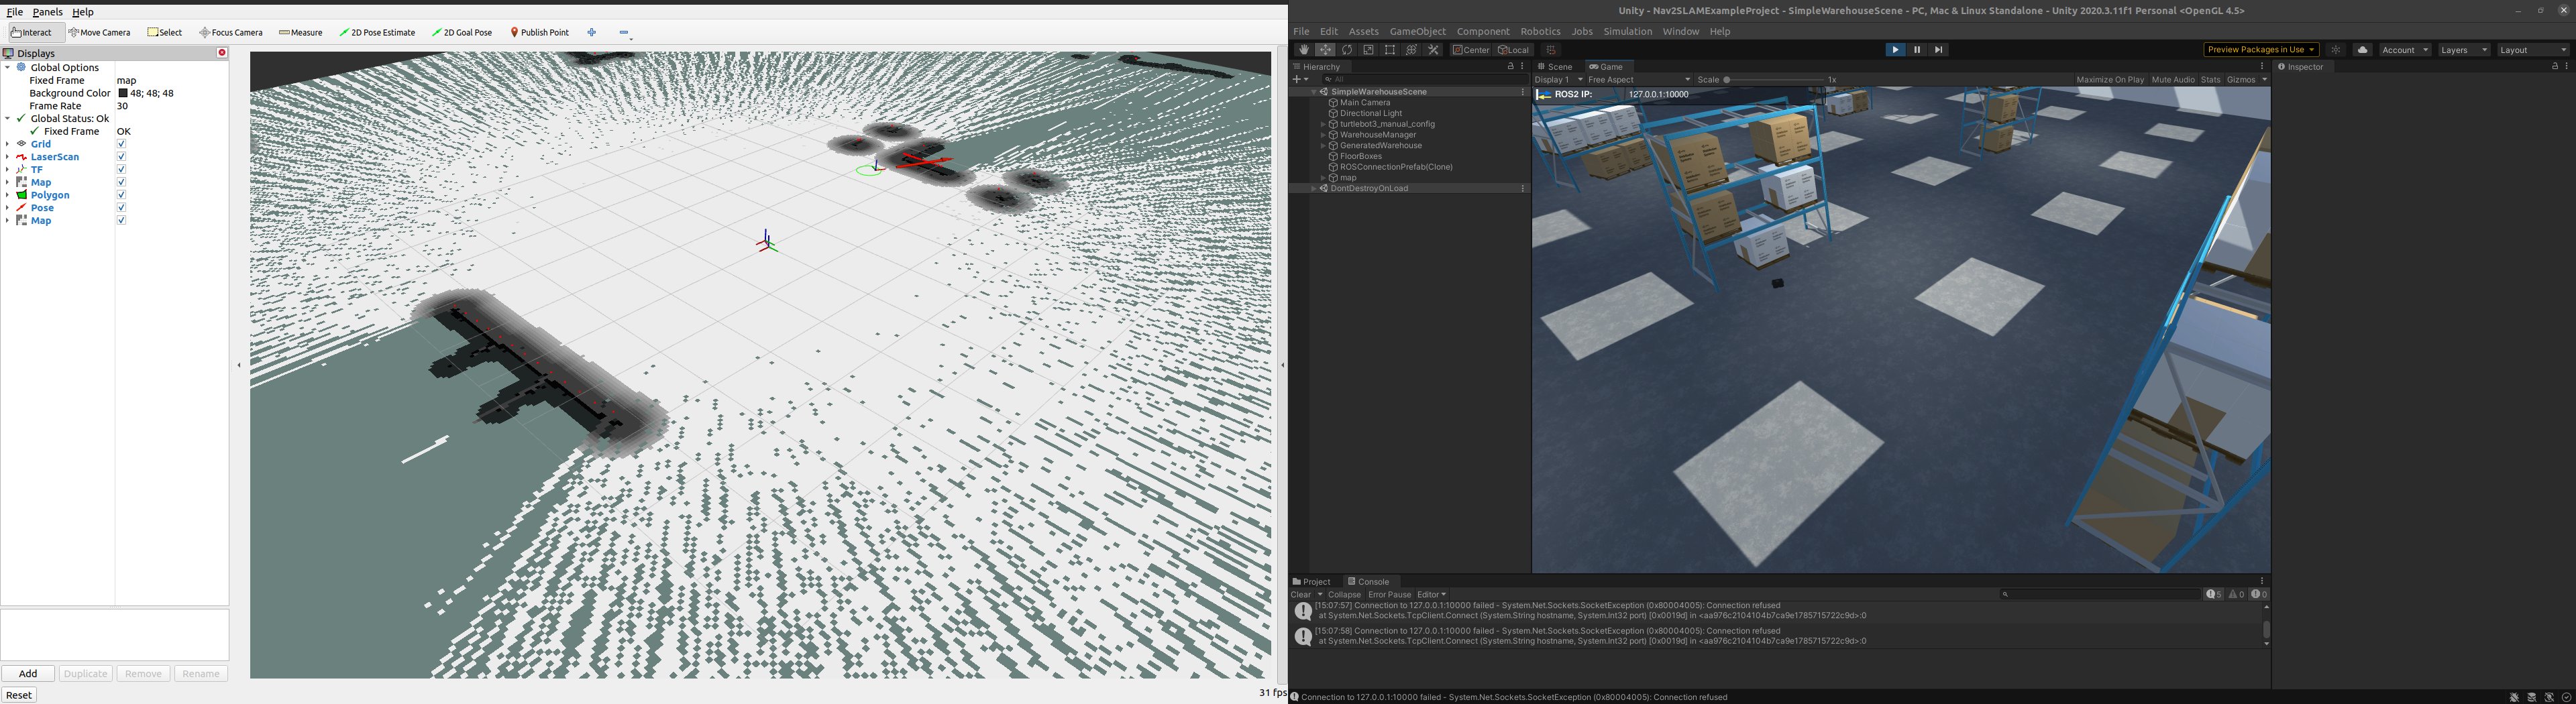 File Panels Help
Interact Move Camera Select Focus Camera Measure 2D Pose Estimate 2D Goal Pose Publish Point
Displays
Global Options
Fixed Frame map
Background Color 48; 48; 48
Frame Rate 30
Global Status: Ok
Fixed Frame OK
Grid
LaserScan
TF
Map
Polygon
Pose
Map
Add Duplicate Remove Rename
Reset
31 fps
Unity - Nav2SLAMExampleProject - SimpleWarehouseScene - PC, Mac & Linux Standalone - Unity 2020.3.11f1 Personal <OpenGL 4.5>
File Edit Assets GameObject Component Robotics Jobs Simulation Window Help
Center Local Preview Packages in Use Account Layers Layout
Hierarchy
All
SimpleWarehouseScene
Main Camera
Directional Light
turtlebot3_manual_config
WarehouseManager
GeneratedWarehouse
FloorBoxes
ROSConnectionPrefab(Clone)
map
DontDestroyOnLoad
Scene Game
Display 1 Free Aspect Scale 1x Maximize On Play Mute Audio Stats Gizmos
ROS2 IP: 127.0.0.1:10000
Inspector
Project Console
Clear Collapse Error Pause Editor 5 0 0
[15:07:57] Connection to 127.0.0.1:10000 failed - System.Net.Sockets.SocketException (0x80004005): Connection refused
at System.Net.Sockets.TcpClient.Connect (System.String hostname, System.Int32 port) [0x0019d] in <aa976c2104104b7ca9e1785715722c9d>:0
[15:07:58] Connection to 127.0.0.1:10000 failed - System.Net.Sockets.SocketException (0x80004005): Connection refused
at System.Net.Sockets.TcpClient.Connect (System.String hostname, System.Int32 port) [0x0019d] in <aa976c2104104b7ca9e1785715722c9d>:0
Connection to 127.0.0.1:10000 failed - System.Net.Sockets.SocketException (0x80004005): Connection refused